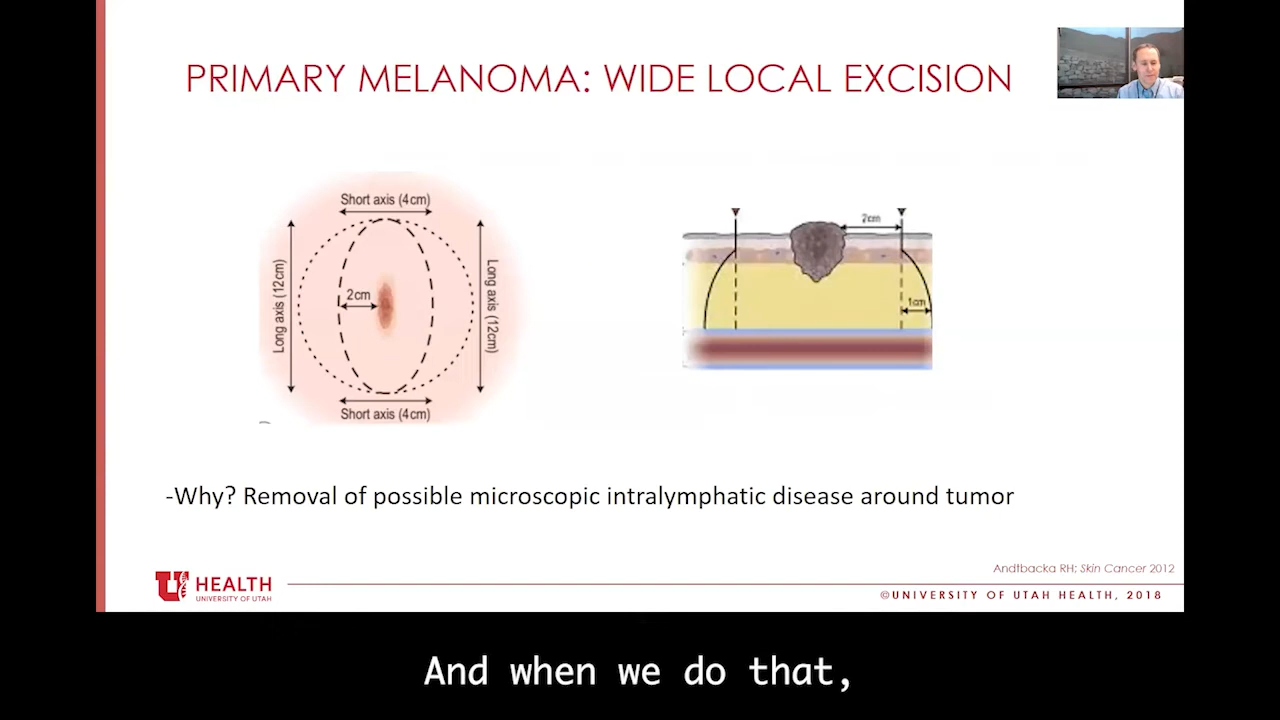 PRIMARY MELANOMA: WIDE LOCAL EXCISION
Short axis (4cm)
Long axis (12cm)
2cm
Long axis (12cm)
Short axis (4cm)
2cm
1cm
-Why? Removal of possible microscopic intralymphatic disease around tumor
Andtbacka RH; Skin Cancer 2012
U HEALTH
UNIVERSITY OF UTAH
©UNIVERSITY OF UTAH HEALTH, 2018
And when we do that,